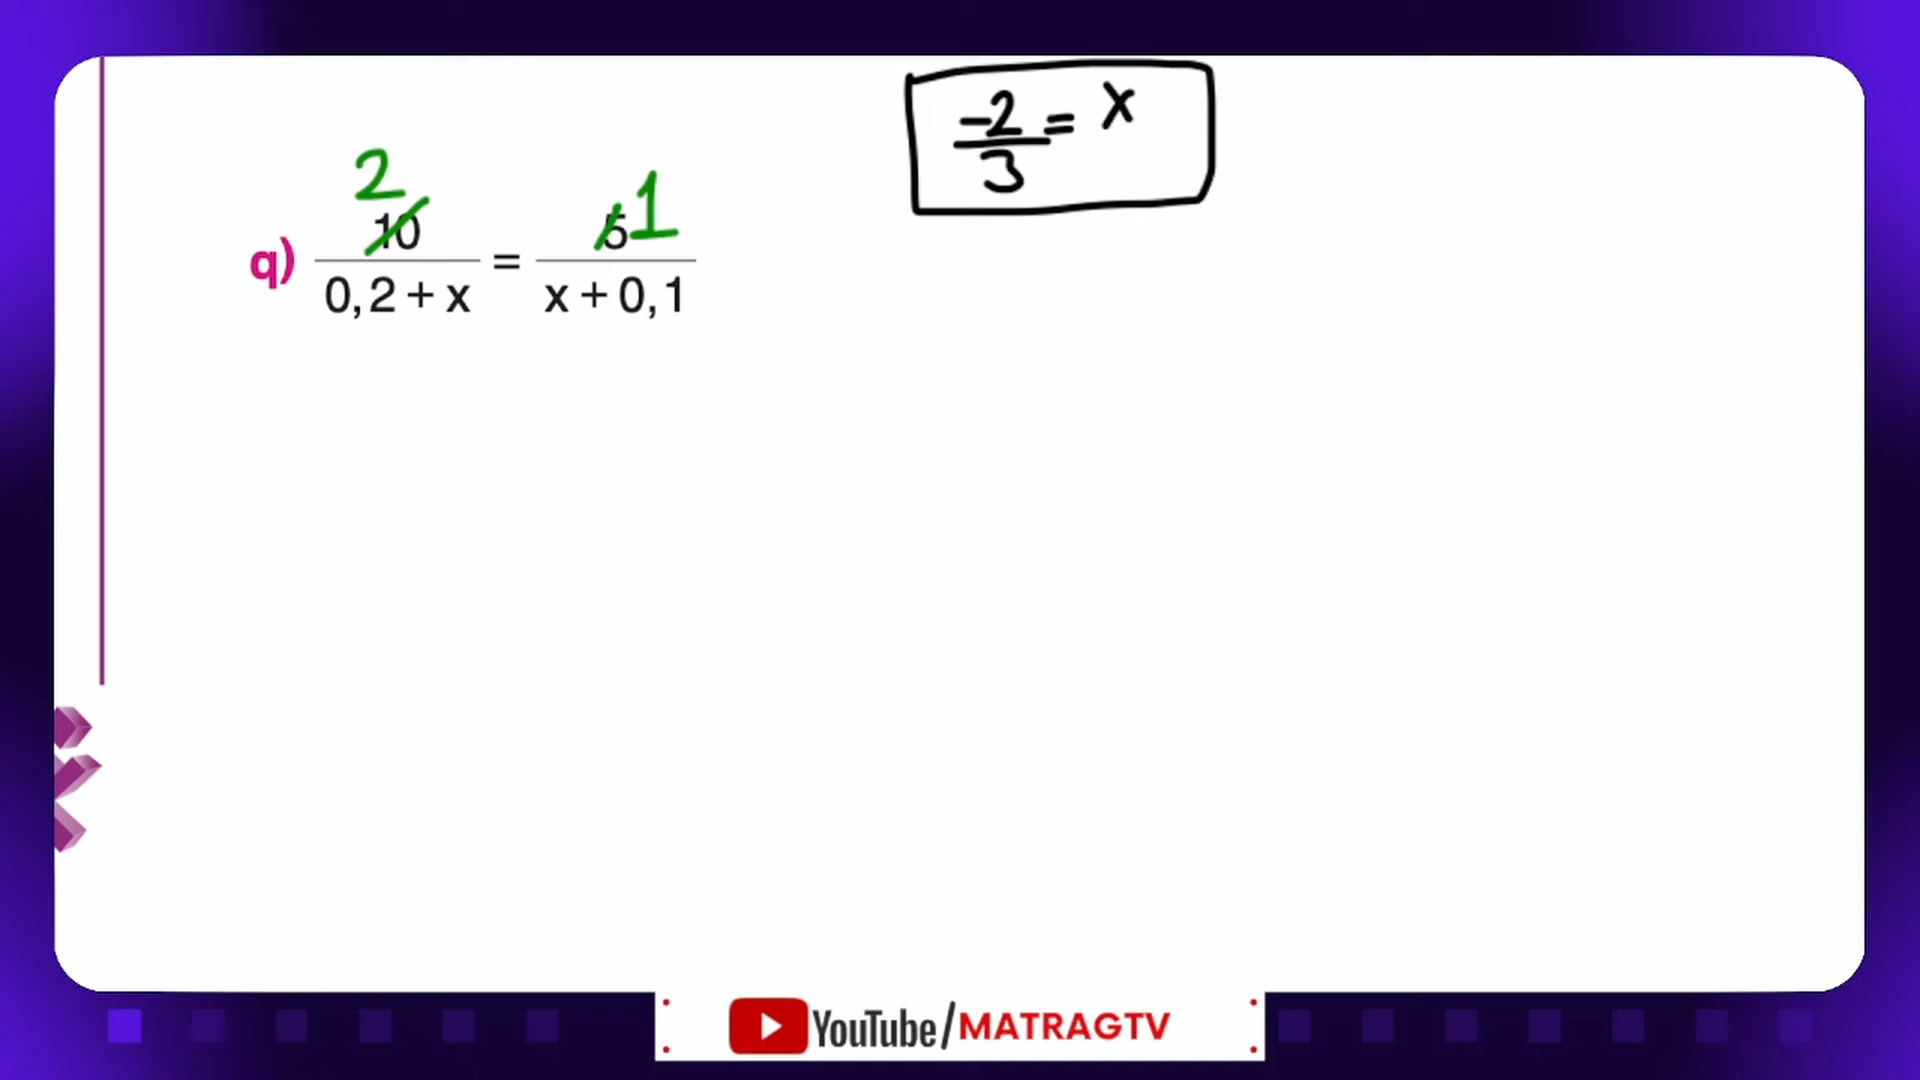 -2/3 = x
2 1
q) 10/0,2 + x = 5/x + 0,1
YouTube/MATRAGTV